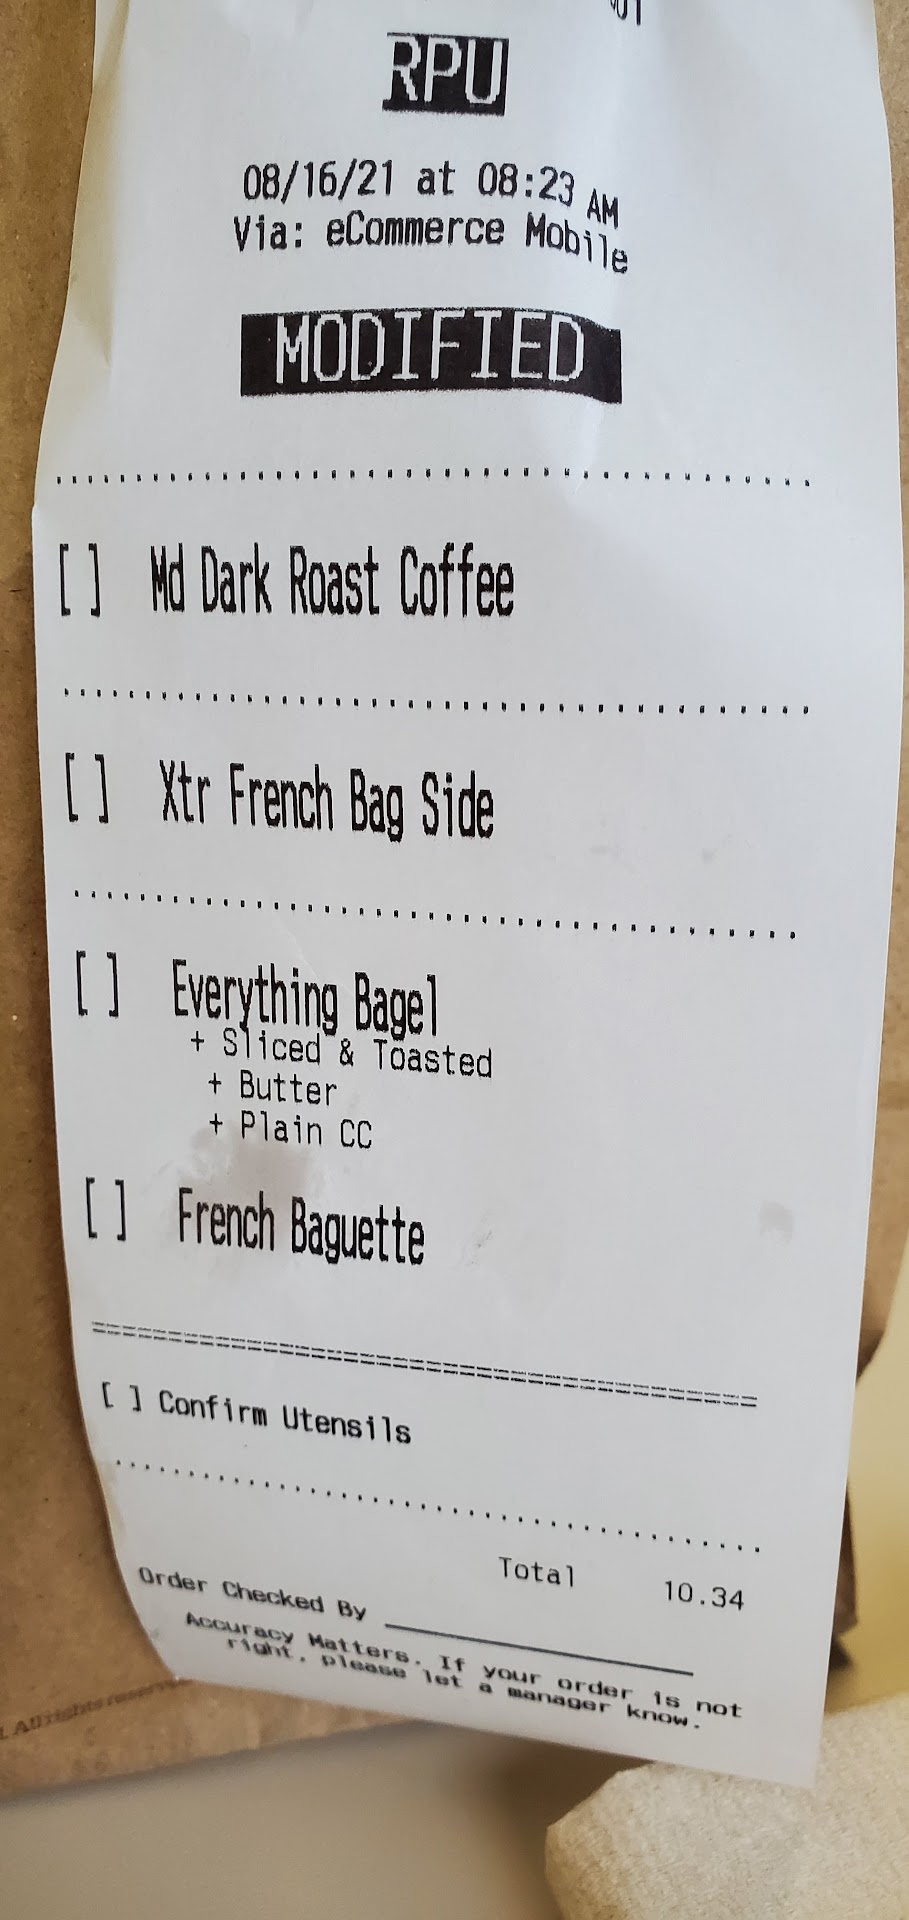 RPU
08/16/21 at 08:23 AM
Via: eCommerce Mobile
MODIFIED
[ ] Md Dark Roast Coffee
[ ] Xtr French Bag Side
[ ] Everything Bagel
+ Sliced & Toasted
+ Butter
+ Plain CC
[ ] French Baguette
[ ] Confirm Utensils
Total 10.34
Order Checked By
Accuracy Matters. If your order is not
right, please let a manager know.
All rights